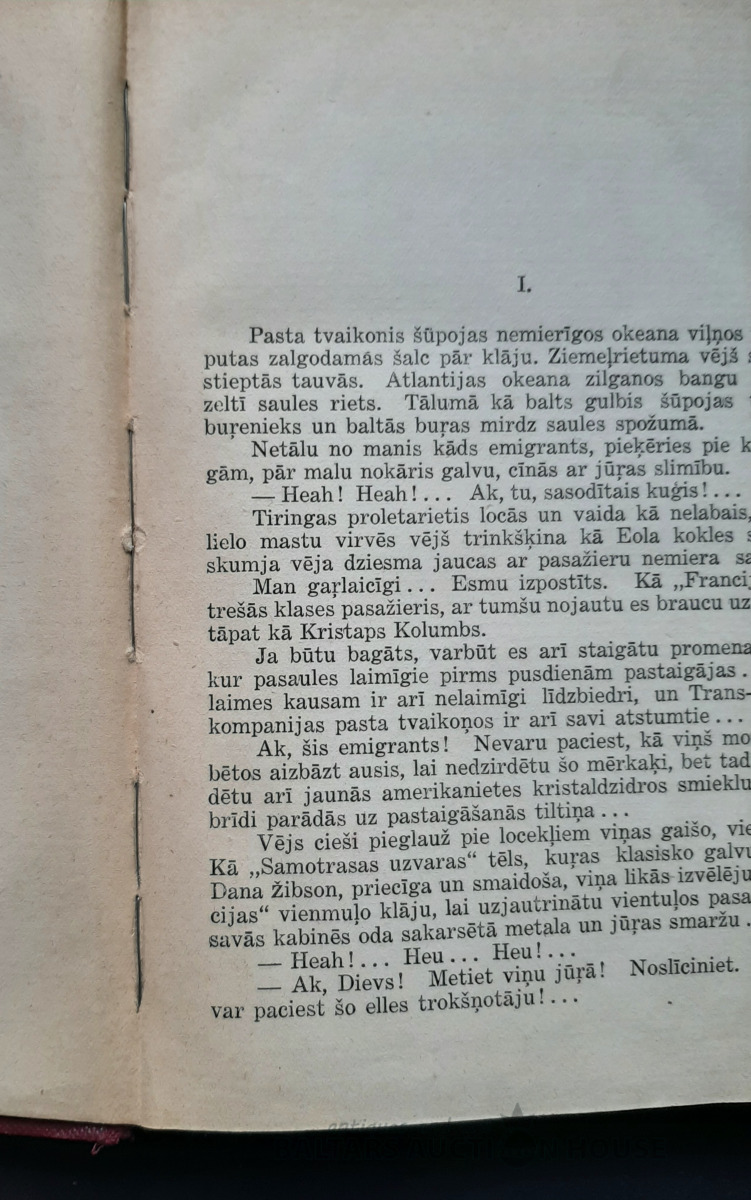 I.
Pasta tvaikonis šūpojas nemierīgos okeana viļņos
putas zalgodamās šalc pār klāju. Ziemeļrietuma vējš
stieptās tauvās. Atlantijas okeana zilganos bangu
zeltī saules riets. Tālumā kā balts gulbis šūpojas
buŗenieks un baltās buŗas mirdz saules spožumā.
Netālu no manis kāds emigrants, pieķēries pie k
gām, pār malu nokāris galvu, cīnās ar jūŗas slimību.
— Heah! Heah!... Ak, tu, sasodītais kuģis!...
Tiringas proletarietis locās un vaida kā nelabais,
lielo mastu virvēs vējš trinkšķina kā Eola kokles
skumja vēja dziesma jaucas ar pasažieru nemiera sa
Man gaŗlaicīgi... Esmu izpostīts. Kā „Francij
trešās klases pasažieris, ar tumšu nojautu es braucu uz
tāpat kā Kristaps Kolumbs.
Ja būtu bagāts, varbūt es arī staigātu promena
kur pasaules laimīgie pirms pusdienām pastaigājas.
laimes kausam ir arī nelaimīgi līdzbiedri, un Trans-
kompanijas pasta tvaikoņos ir arī savi atstumtie...
Ak, šis emigrants! Nevaru paciest, kā viņš mo
bētos aizbāzt ausis, lai nedzirdētu šo mērkaķi, bet tad
dētu arī jaunās amerikanietes kristaldzidros smieklu
brīdi parādās uz pastaigāšanās tiltiņa...
Vējs cieši pieglauž pie locekļiem viņas gaišo, vie
Kā „Samotrasas uzvaras“ tēls, kuŗas klasisko galvu
Dana Žibson, priecīga un smaidoša, viņa likās izvēlēju
cijas“ vienmuļo klāju, lai uzjautrinātu vientuļos pasa
savās kabinēs oda sakarsētā metala un jūŗas smaržu.
— Heah!... Heu... Heu!...
— Ak, Dievs! Metiet viņu jūŗā! Noslīciniet.
var paciest šo elles trokšņotāju!...